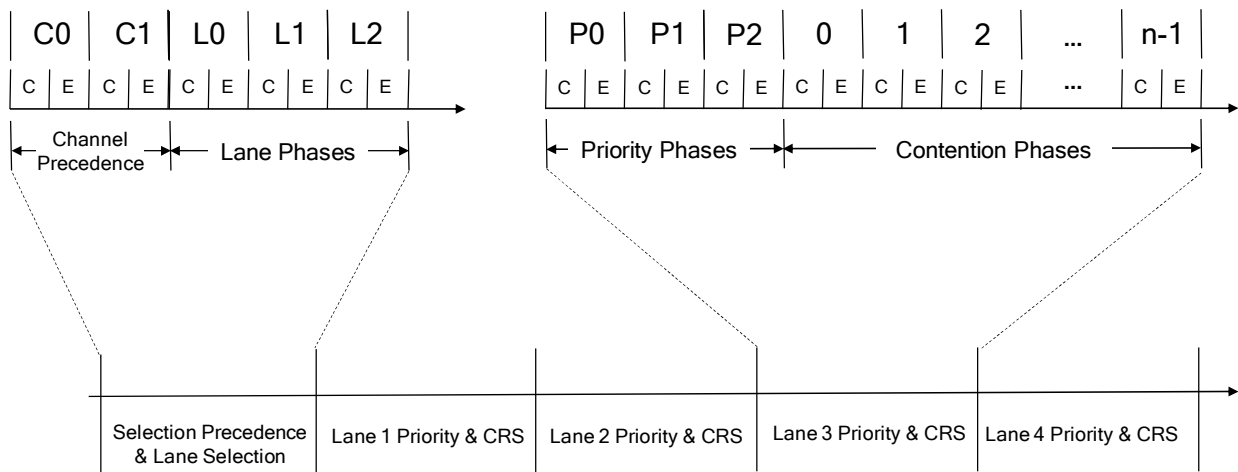 C0 C1 L0 L1 L2 P0 P1 P2 0 1 2 ... n-1
C E C E C E C E C E C E C E C E C E C E C E ... C E
Channel
Precedence
Lane Phases
Priority Phases
Contention Phases
Selection Precedence
& Lane Selection
Lane 1 Priority & CRS
Lane 2 Priority & CRS
Lane 3 Priority & CRS
Lane 4 Priority & CRS